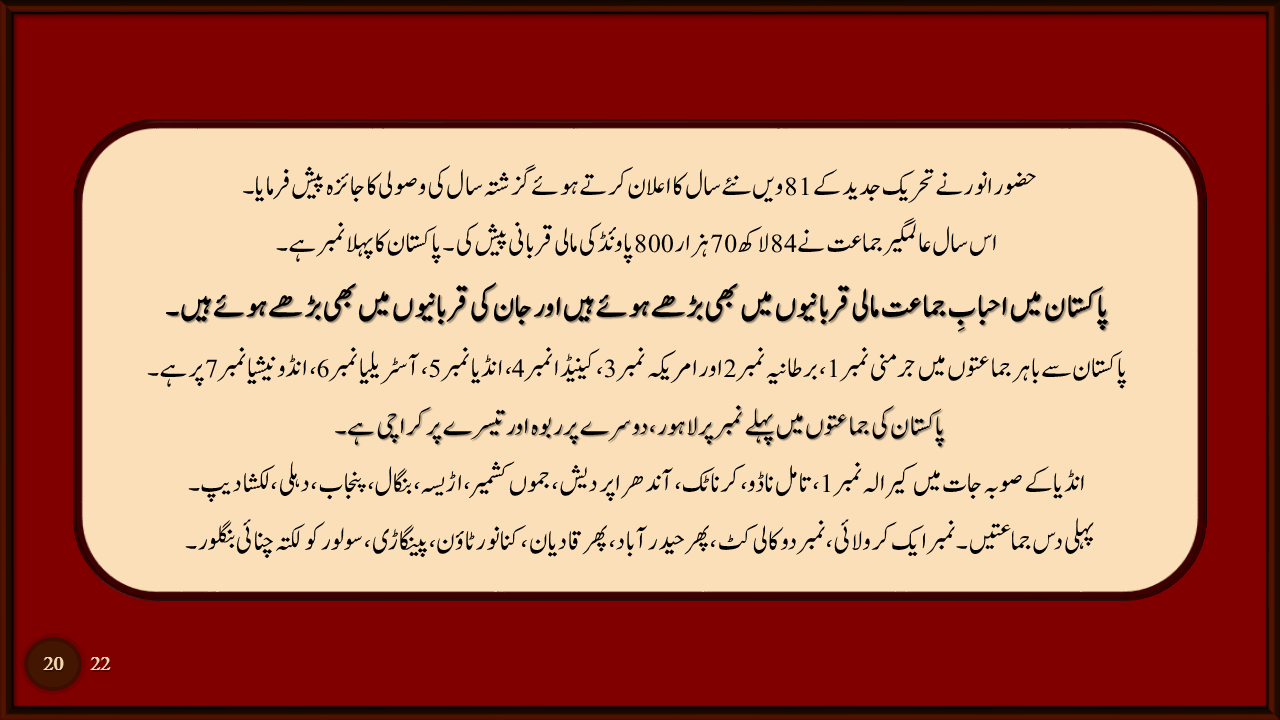 حضور انور نے تحریک جدید کے 81ویں نئے سال کا اعلان کرتے ہوئے گزشتہ سال کی وصولی کا جائزہ پیش فرمایا۔
اس سال عالمگیر جماعت نے 84 لاکھ 70 ہزار 800 پاوئڈ کی مالی قربانی پیش کی۔ پاکستان کا پہلا نمبر ہے۔
پاکستان میں احبابِ جماعت مالی قربانیوں میں بھی بڑھے ہوئے ہیں اور جان کی قربانیوں میں بھی بڑھے ہوئے ہیں۔
پاکستان سے باہر جماعتوں میں جرمنی نمبر 1، برطانیہ نمبر 2 اور امریکہ نمبر 3، کینیڈا نمبر 4، انڈیا نمبر 5، آسٹریلیا نمبر 6، انڈونیشیا نمبر 7 پر ہے۔
پاکستان کی جماعتوں میں پہلے نمبر پر لاہور، دوسرے پر ربوہ اور تیسرے پر کراچی ہے۔
انڈیا کے صوبہ جات میں کیرالہ نمبر 1، تامل ناڈو، کرناٹک، آندھرا پردیش، جموں کشمیر، اڑیسہ، بنگال، پنجاب، دہلی، لکشادیپ۔
پہلی دس جماعتیں۔ نمبر ایک کرولائی، نمبر دو کالی کٹ، پھر حیدر آباد، پھر قادیان، کنانور ٹاؤن، پینگاڑی، سولور کولکتہ چنائی بنگلور۔
20 22